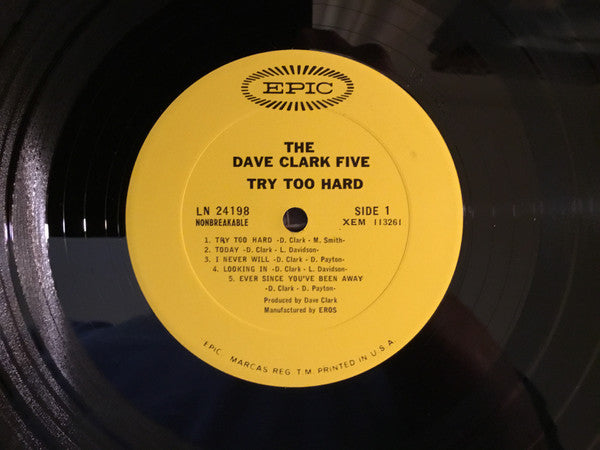 EPIC
THE
DAVE CLARK FIVE
TRY TOO HARD
LN 24198 SIDE 1
NONBREAKABLE XEM 113261
1. TRY TOO HARD -D. Clark - M. Smith-
2. TODAY -D. Clark - L. Davidson-
3. I NEVER WILL -D. Clark - D. Payton-
4. LOOKING IN -D. Clark - L. Davidson-
5. EVER SINCE YOU'VE BEEN AWAY
-D. Clark - D. Payton-
Produced by Dave Clark
Manufactured by EROS
EPIC. MARCAS REG. T.M. PRINTED IN U.S.A.